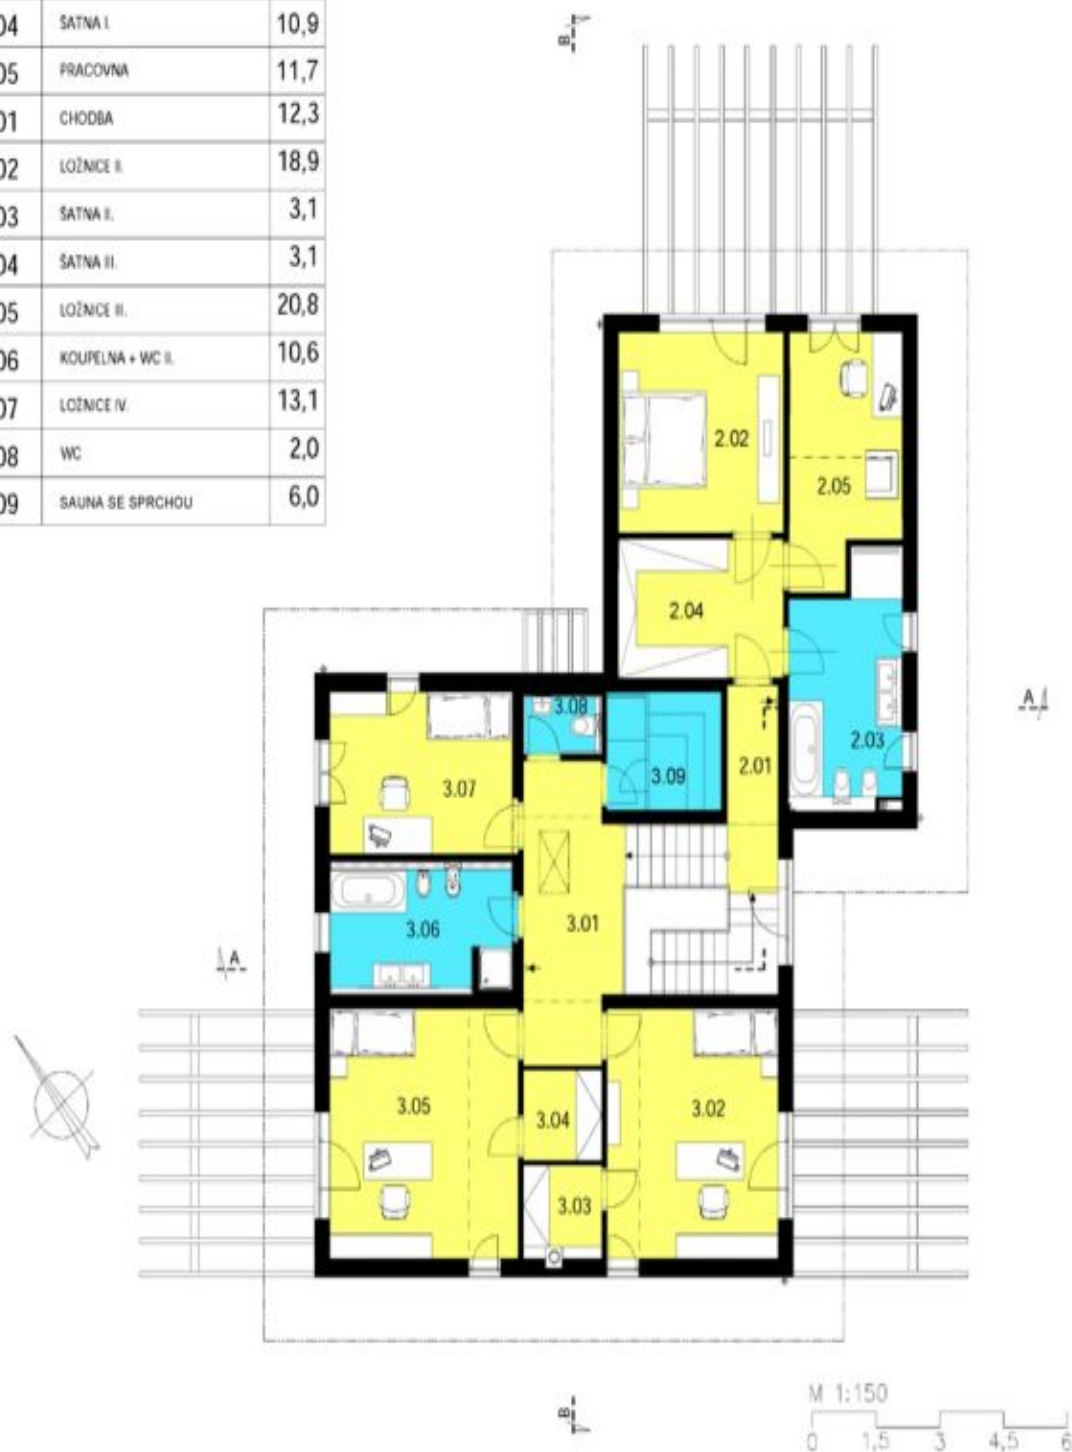 04 ŠATNA I. 10,9
05 PRACOVNA 11,7
01 CHODBA 12,3
02 LOŽNICE II. 18,9
03 ŠATNA II. 3,1
04 ŠATNA III. 3,1
05 LOŽNICE III. 20,8
06 KOUPELNA + WC II. 10,6
07 LOŽNICE IV. 13,1
08 WC 2,0
09 SAUNA SE SPRCHOU 6,0
B
2.02
2.05
2.04
A
3.08
2.03
2.01
3.09
3.07
3.01
3.06
A
3.05
3.04
3.02
3.03
B
M 1:150
0 1,5 3 4,5 6